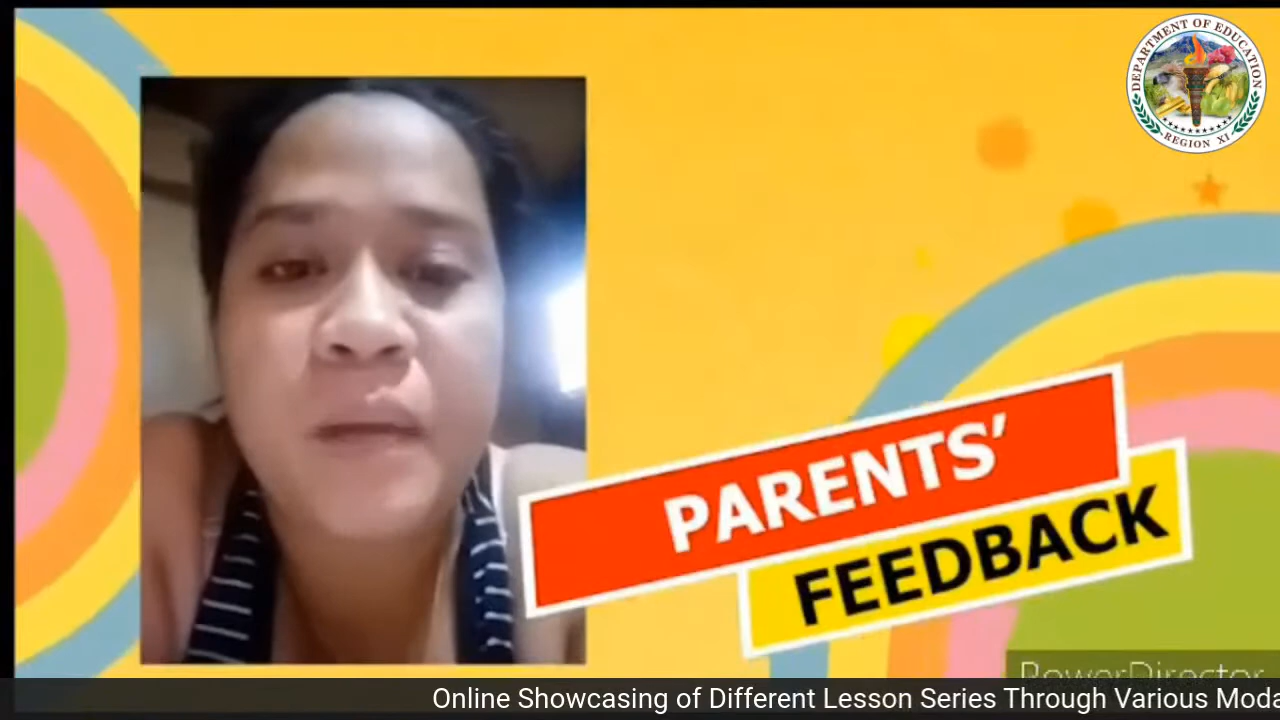 DEPARTMENT OF EDUCATION
REGION XI
PARENTS'
FEEDBACK
PowerDirector
Online Showcasing of Different Lesson Series Through Various Moda